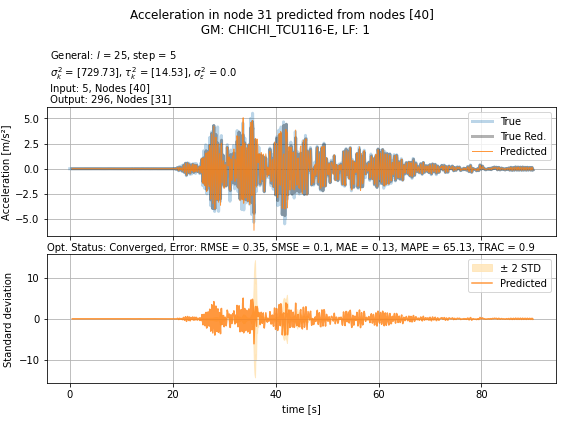 Acceleration in node 31 predicted from nodes [40]
GM: CHICHI_TCU116-E, LF: 1
General: l = 25, step = 5
σ²ₖ = [729.73], τ²ₖ = [14.53], σ²ε = 0.0
Input: 5, Nodes [40]
Output: 296, Nodes [31]
Acceleration [m/s²]
5.0
2.5
0.0
−2.5
−5.0
True
True Red.
Predicted
Opt. Status: Converged, Error: RMSE = 0.35, SMSE = 0.1, MAE = 0.13, MAPE = 65.13, TRAC = 0.9
Standard deviation
10
0
−10
± 2 STD
Predicted
0
20
40
60
80
time [s]